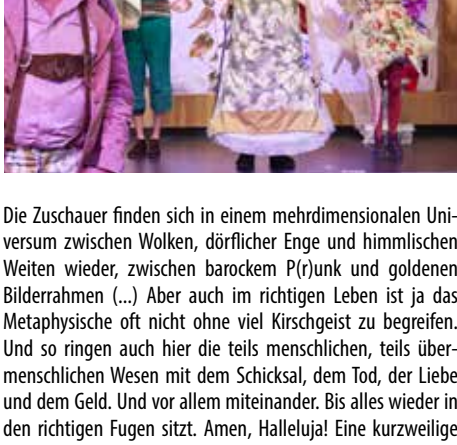 Die Zuschauer finden sich in einem mehrdimensionalen Uni-
versum zwischen Wolken, dörflicher Enge und himmlischen
Weiten wieder, zwischen barockem P(r)unk und goldenen
Bilderrahmen (...) Aber auch im richtigen Leben ist ja das
Metaphysische oft nicht ohne viel Kirschgeist zu begreifen.
Und so ringen auch hier die teils menschlichen, teils über-
menschlichen Wesen mit dem Schicksal, dem Tod, der Liebe
und dem Geld. Und vor allem miteinander. Bis alles wieder in
den richtigen Fugen sitzt. Amen, Halleluja! Eine kurzweilige